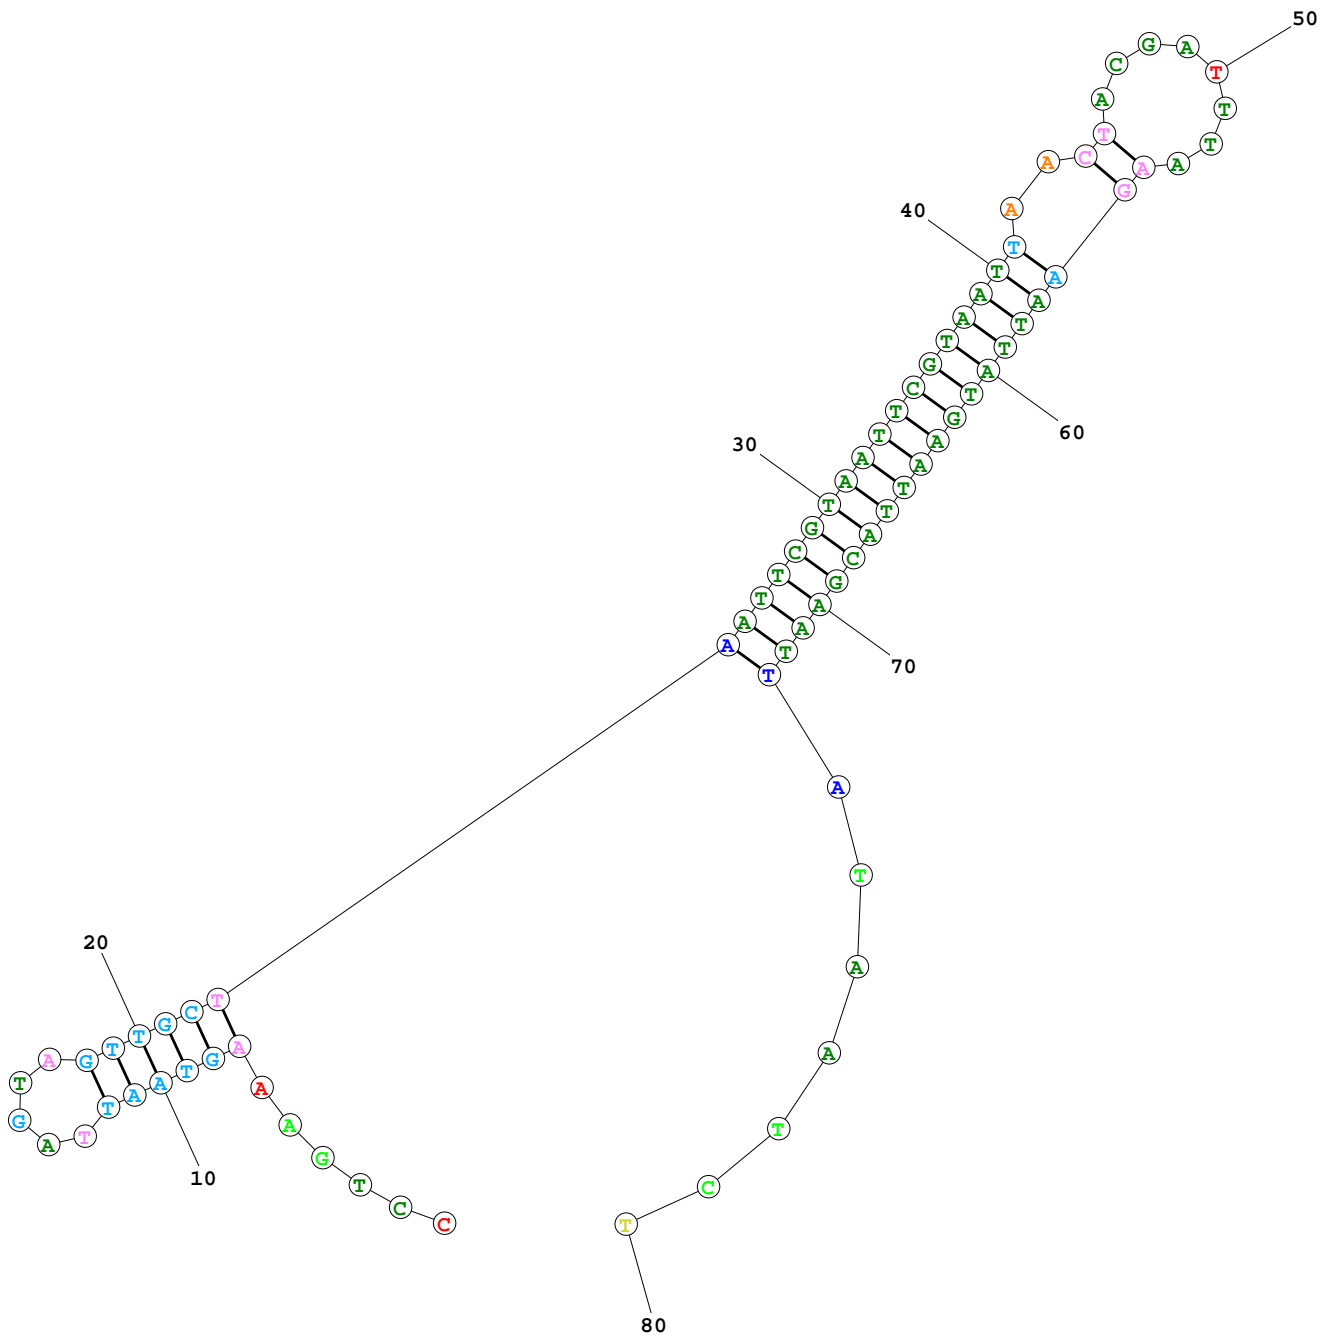 C C T G A A A G T A
10
A T T A G T A G T T
20
G C T A A T T C G T
30
A A T T C G T A A T
40
T A A C T A C G A T
50
T T A A G A A T T A
60
T G A A T T A C G A
70
A T T A T A A T C T
80